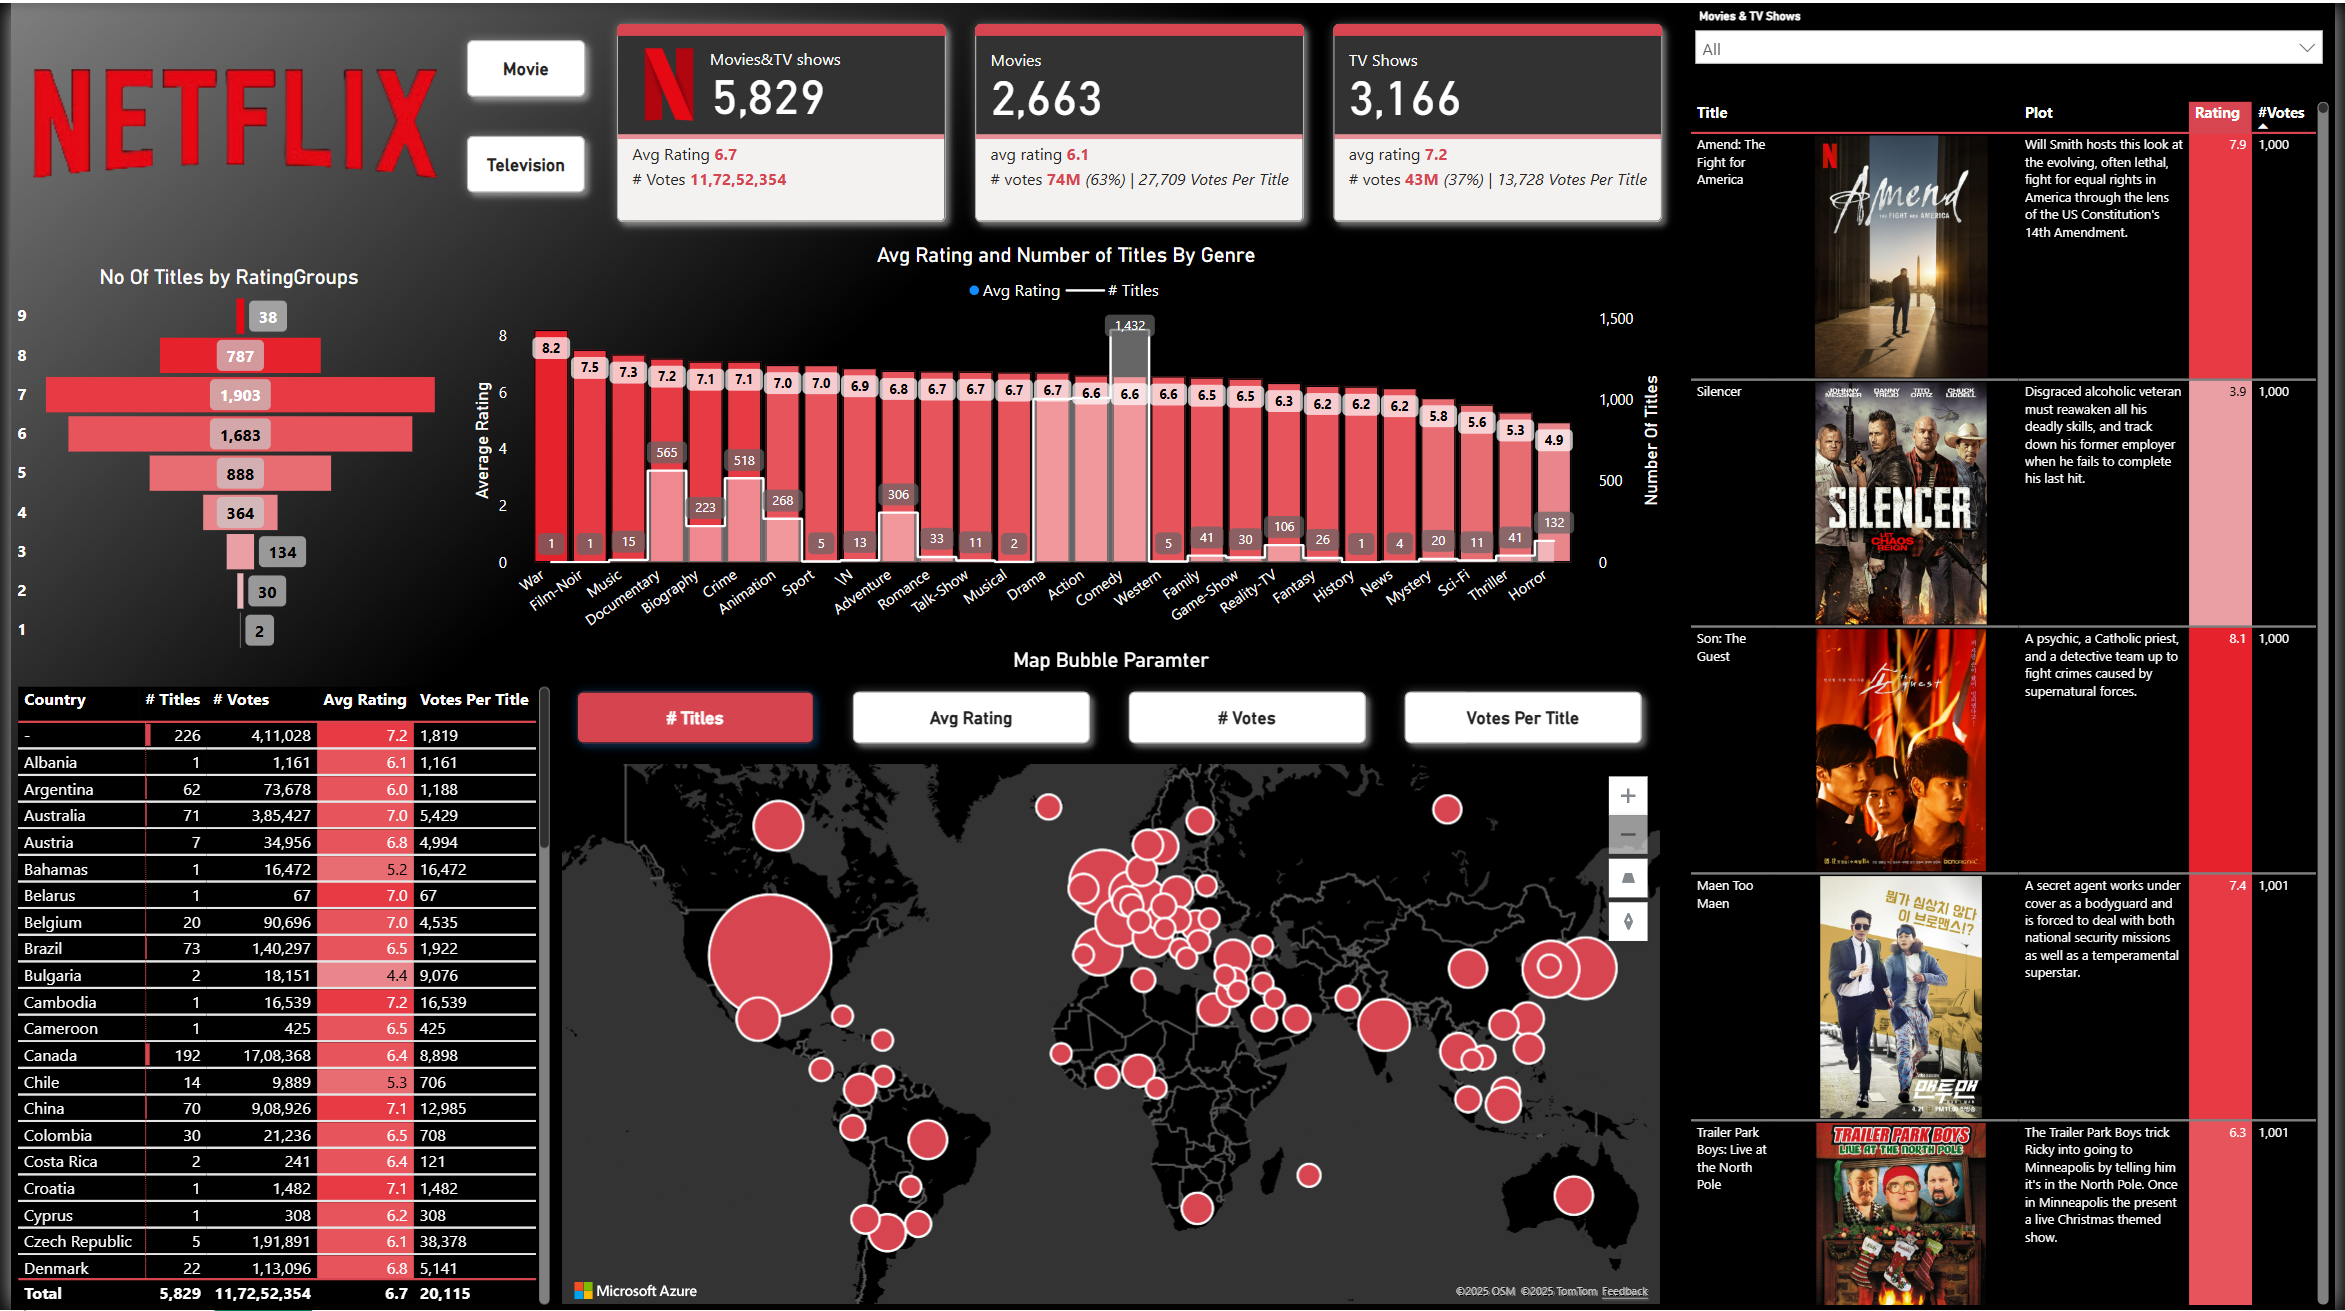 NETFLIX
Movie
Television
Movies&TV shows
5,829
Avg Rating 6.7
# Votes 11,72,52,354
Movies
2,663
avg rating 6.1
# votes 74M (63%) | 27,709 Votes Per Title
TV Shows
3,166
avg rating 7.2
# votes 43M (37%) | 13,728 Votes Per Title
No Of Titles by RatingGroups
9 38
8 787
7 1,903
6 1,683
5 888
4 364
3 134
2 30
1 2
Avg Rating and Number of Titles By Genre
Avg Rating # Titles
Average Rating
8
6
4
2
0
8.2 7.5 7.3 7.2 7.1 7.1 7.0 7.0 6.9 6.8 6.7 6.7 6.7 6.7 6.6 6.6 6.6 6.5 6.5 6.3 6.2 6.2 6.2 5.8 5.6 5.3 4.9
1 1 15 565 223 518 268 5 13 306 33 11 2 1,432 5 41 30 106 26 1 4 20 11 41 132
War Film-Noir Music Documentary Biography Crime Animation Sport \N Adventure Romance Talk-Show Musical Drama Action Comedy Western Family Game-Show Reality-TV Fantasy History News Mystery Sci-Fi Thriller Horror
1,500
1,000
500
0
Number Of Titles
Country # Titles # Votes Avg Rating Votes Per Title
- 226 4,11,028 7.2 1,819
Albania 1 1,161 6.1 1,161
Argentina 62 73,678 6.0 1,188
Australia 71 3,85,427 7.0 5,429
Austria 7 34,956 6.8 4,994
Bahamas 1 16,472 5.2 16,472
Belarus 1 67 7.0 67
Belgium 20 90,696 7.0 4,535
Brazil 73 1,40,297 6.5 1,922
Bulgaria 2 18,151 4.4 9,076
Cambodia 1 16,539 7.2 16,539
Cameroon 1 425 6.5 425
Canada 192 17,08,368 6.4 8,898
Chile 14 9,889 5.3 706
China 70 9,08,926 7.1 12,985
Colombia 30 21,236 6.5 708
Costa Rica 2 241 6.4 121
Croatia 1 1,482 7.1 1,482
Cyprus 1 308 6.2 308
Czech Republic 5 1,91,891 6.1 38,378
Denmark 22 1,13,096 6.8 5,141
Total 5,829 11,72,52,354 6.7 20,115
Map Bubble Paramter
# Titles
Avg Rating
# Votes
Votes Per Title
Microsoft Azure
©2025 OSM ©2025 TomTom Feedback
Movies & TV Shows
All
Title Plot Rating #Votes
Amend: The
Fight for
America
Amend
THE FIGHT FOR AMERICA
Will Smith hosts this look at
the evolving, often lethal,
fight for equal rights in
America through the lens
of the US Constitution's
14th Amendment.
7.9 1,000
Silencer
JOHNNY MESSNER DANNY TREJO TITO ORTIZ CHUCK LIDDELL
SILENCER
LET CHAOS REIGN
Disgraced alcoholic veteran
must reawaken all his
deadly skills, and track
down his former employer
when he fails to complete
his last hit.
3.9 1,000
Son: The
Guest
손 the guest
A psychic, a Catholic priest,
and a detective team up to
fight crimes caused by
supernatural forces.
8.1 1,000
Maen Too
Maen
뭔가 심상치 않다
이 브로맨스!?
맨투맨
A secret agent works under
cover as a bodyguard and
is forced to deal with both
national security missions
as well as a temperamental
superstar.
7.4 1,001
Trailer Park
Boys: Live at
the North
Pole
TRAILER PARK BOYS
LIVE AT THE NORTH POLE
The Trailer Park Boys trick
Ricky into going to
Minneapolis by telling him
it's in the North Pole. Once
in Minneapolis the present
a live Christmas themed
show.
6.3 1,001